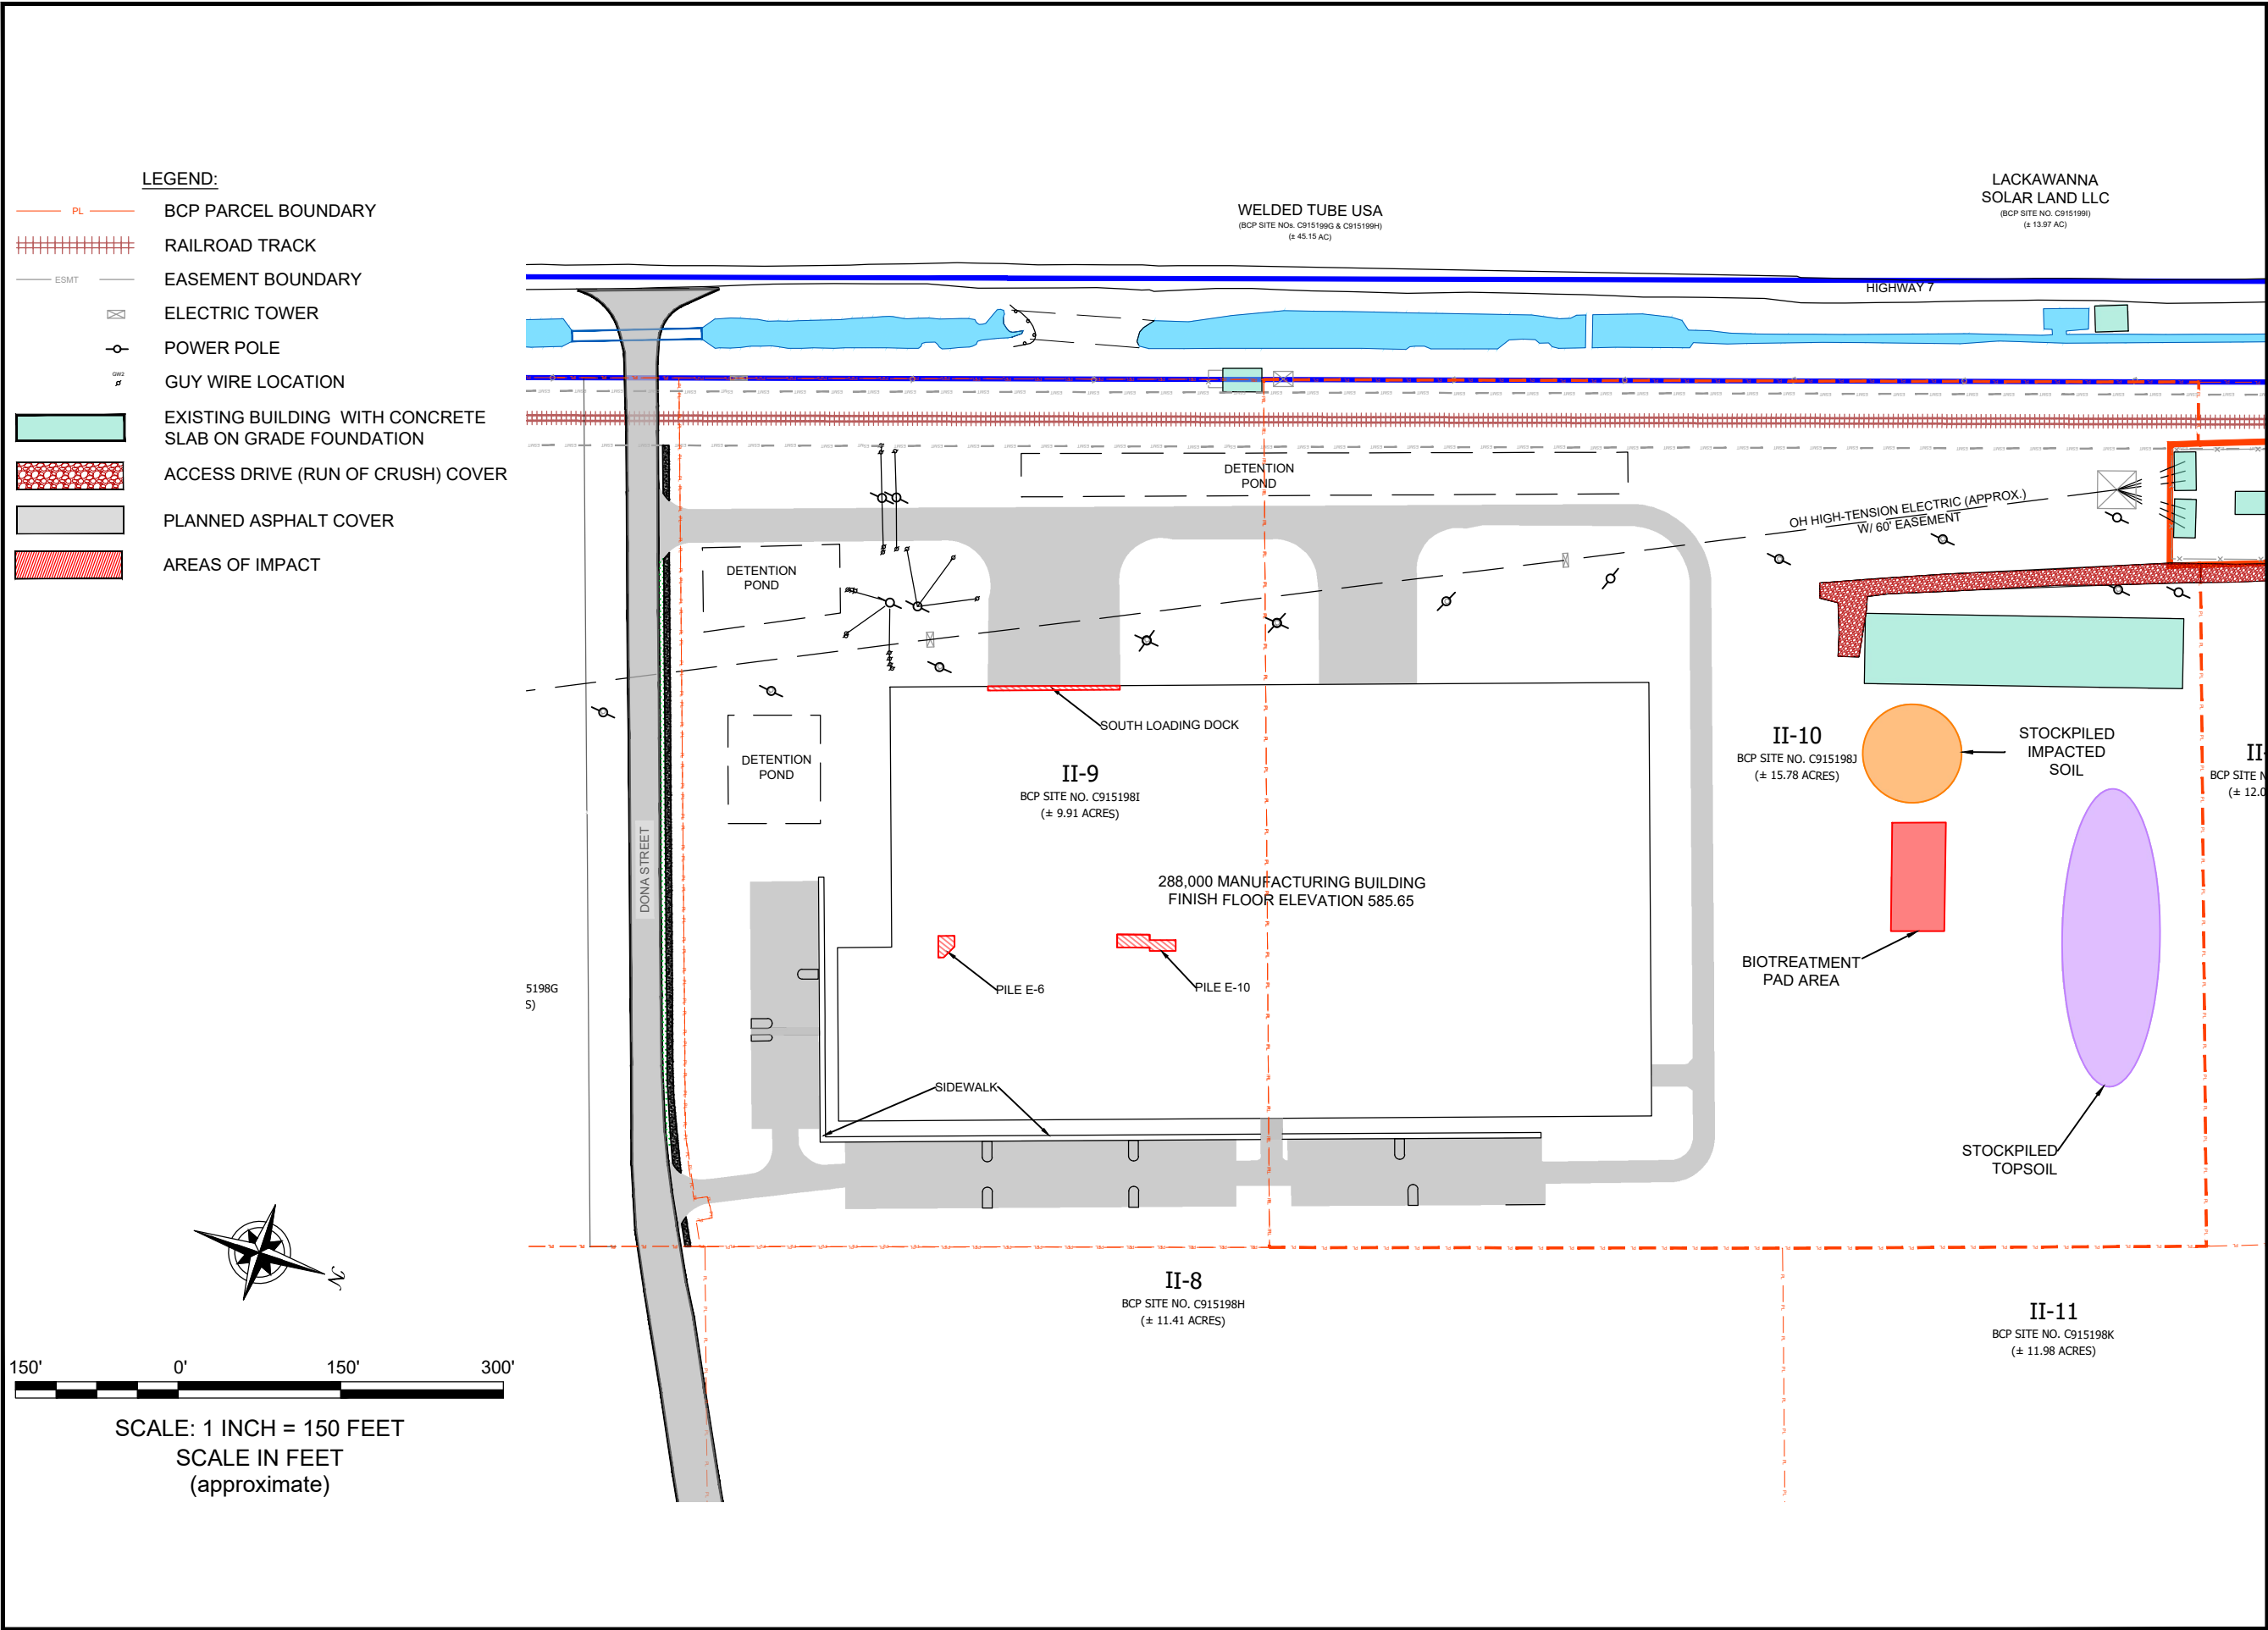 LEGEND:
PL
BCP PARCEL BOUNDARY
RAILROAD TRACK
ESMT
EASEMENT BOUNDARY
ELECTRIC TOWER
POWER POLE
GW2
GUY WIRE LOCATION
EXISTING BUILDING WITH CONCRETE
SLAB ON GRADE FOUNDATION
ACCESS DRIVE (RUN OF CRUSH) COVER
PLANNED ASPHALT COVER
AREAS OF IMPACT
WELDED TUBE USA
(BCP SITE NOs. C915199G & C915199H)
(± 45.15 AC)
LACKAWANNA
SOLAR LAND LLC
(BCP SITE NO. C915199I)
(± 13.97 AC)
HIGHWAY 7
DETENTION
POND
OH HIGH-TENSION ELECTRIC (APPROX.)
W/ 60' EASEMENT
DETENTION
POND
DETENTION
POND
SOUTH LOADING DOCK
II-9
BCP SITE NO. C915198I
(± 9.91 ACRES)
II-10
BCP SITE NO. C915198J
(± 15.78 ACRES)
STOCKPILED
IMPACTED
SOIL
II-
BCP SITE N
(± 12.0
DONA STREET
288,000 MANUFACTURING BUILDING
FINISH FLOOR ELEVATION 585.65
BIOTREATMENT
PAD AREA
5198G
S)
PILE E-6
PILE E-10
SIDEWALK
STOCKPILED
TOPSOIL
II-8
BCP SITE NO. C915198H
(± 11.41 ACRES)
II-11
BCP SITE NO. C915198K
(± 11.98 ACRES)
N
150' 0' 150' 300'
SCALE: 1 INCH = 150 FEET
SCALE IN FEET
(approximate)